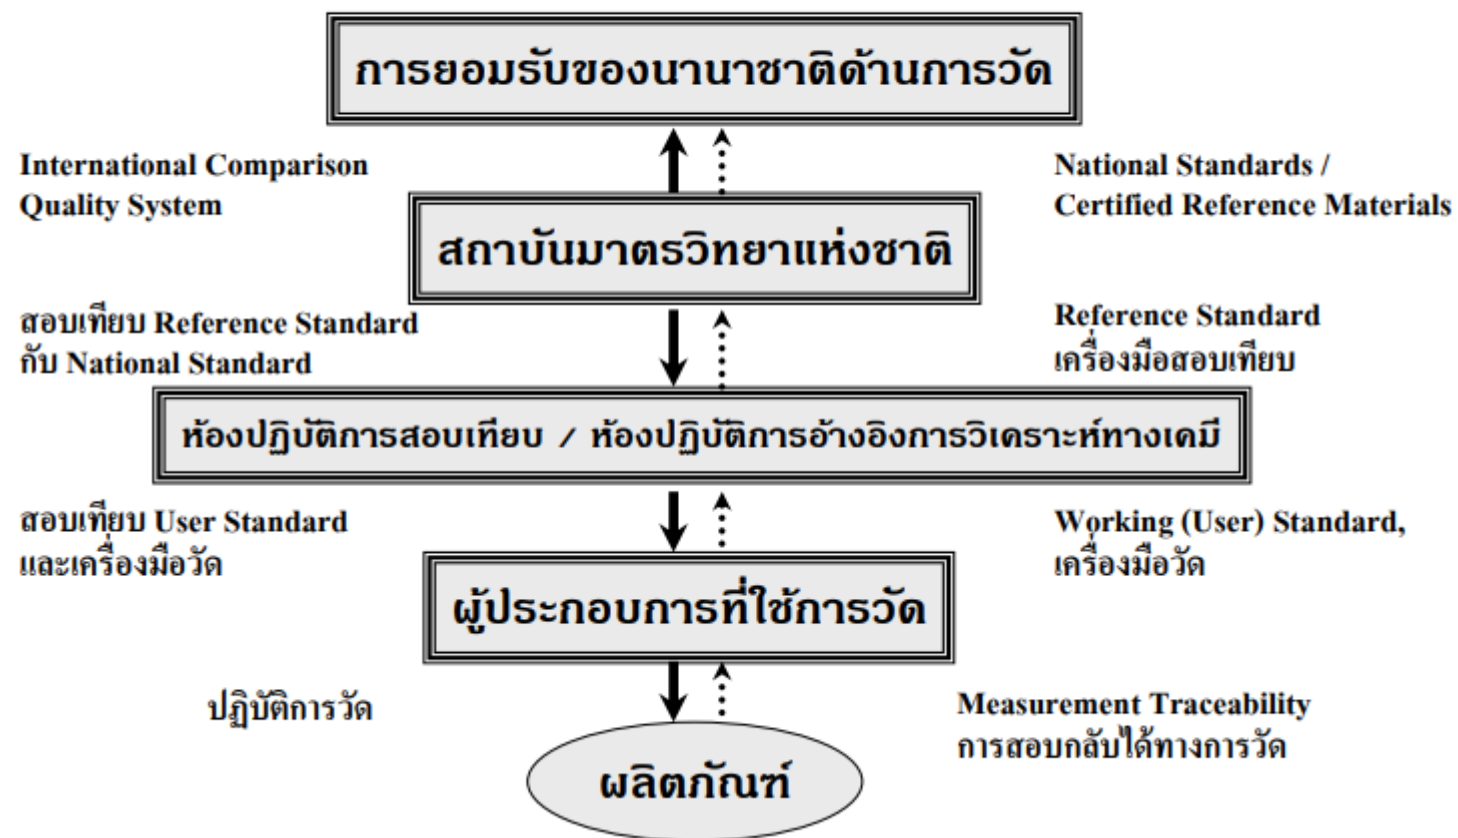 การยอมรับของนานาชาติด้านการวัด
International Comparison
Quality System
National Standards /
Certified Reference Materials
สถาบันมาตรวิทยาแห่งชาติ
สอบเทียบ Reference Standard
กับ National Standard
Reference Standard
เครื่องมือสอบเทียบ
ห้องปฏิบัติการสอบเทียบ / ห้องปฏิบัติการอ้างอิงการวิเคราะห์ทางเคมี
สอบเทียบ User Standard
และเครื่องมือวัด
Working (User) Standard,
เครื่องมือวัด
ผู้ประกอบการที่ใช้การวัด
ปฏิบัติการวัด
Measurement Traceability
การสอบกลับได้ทางการวัด
ผลิตภัณฑ์